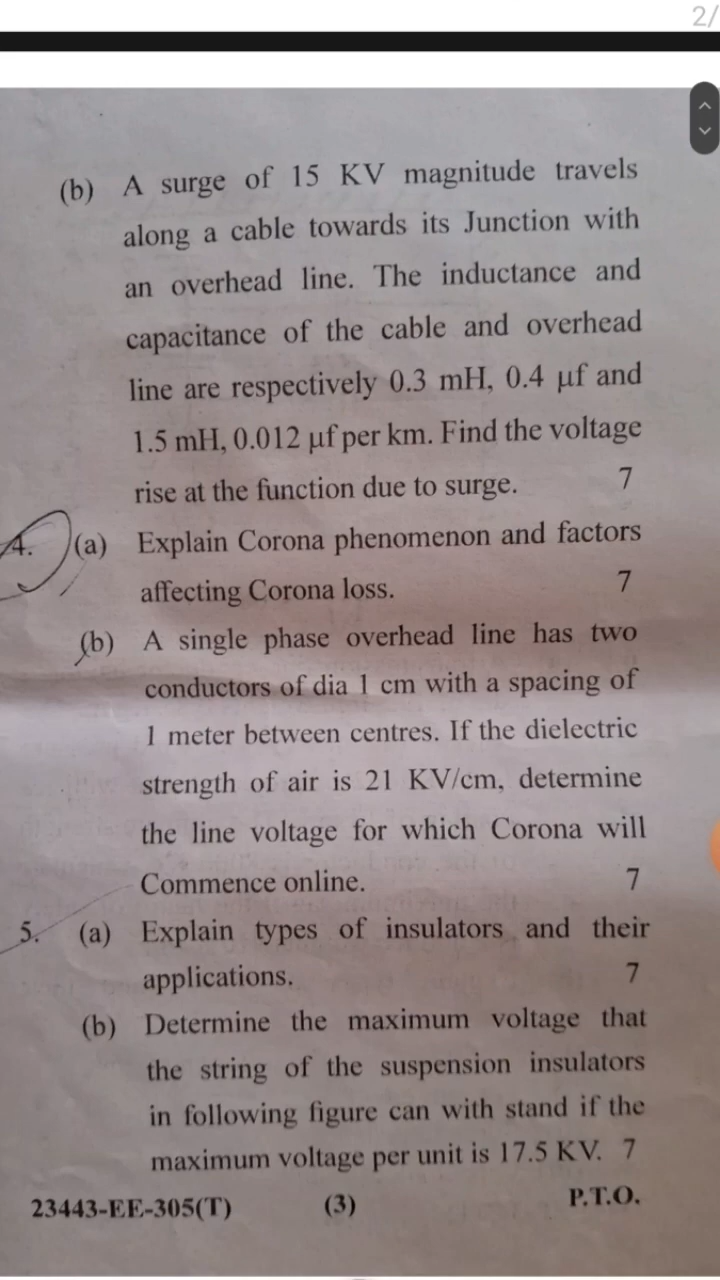 2/
(b) A surge of 15 KV magnitude travels
along a cable towards its Junction with
an overhead line. The inductance and
capacitance of the cable and overhead
line are respectively 0.3 mH, 0.4 μf and
1.5 mH, 0.012 μf per km. Find the voltage
rise at the function due to surge. 7
4. (a) Explain Corona phenomenon and factors
affecting Corona loss. 7
(b) A single phase overhead line has two
conductors of dia 1 cm with a spacing of
1 meter between centres. If the dielectric
strength of air is 21 KV/cm, determine
the line voltage for which Corona will
Commence online. 7
5. (a) Explain types of insulators and their
applications. 7
(b) Determine the maximum voltage that
the string of the suspension insulators
in following figure can with stand if the
maximum voltage per unit is 17.5 KV. 7
23443-EE-305(T) (3) P.T.O.